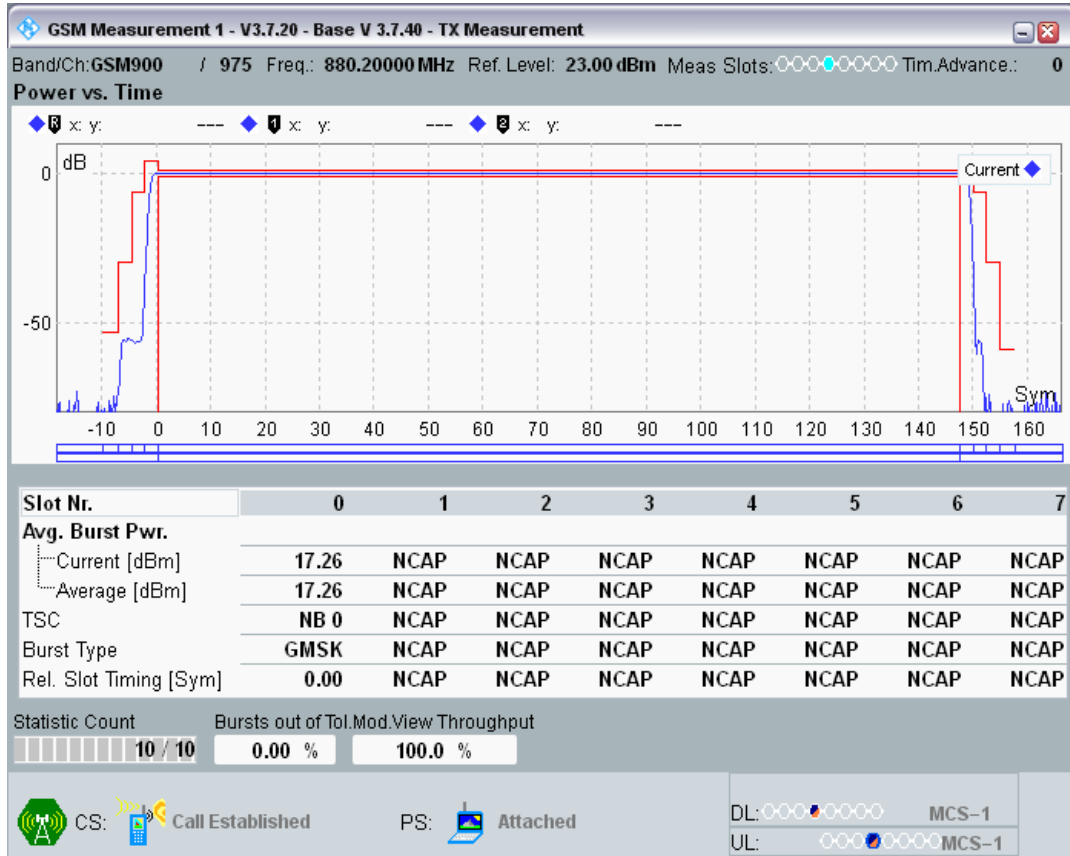 GSM Measurement 1 - V3.7.20 - Base V 3.7.40 - TX Measurement
Band/Ch:GSM900 / 975 Freq.: 880.20000 MHz Ref. Level: 23.00 dBm Meas Slots: Tim.Advance.: 0
Power vs. Time
R x: y: --- 1 x: y: --- 2 x: y: ---
dB
Current
0
-50
Sym
-10 0 10 20 30 40 50 60 70 80 90 100 110 120 130 140 150 160
Slot Nr. 0 1 2 3 4 5 6 7
Avg. Burst Pwr.
Current [dBm] 17.26 NCAP NCAP NCAP NCAP NCAP NCAP NCAP
Average [dBm] 17.26 NCAP NCAP NCAP NCAP NCAP NCAP NCAP
TSC NB 0 NCAP NCAP NCAP NCAP NCAP NCAP NCAP
Burst Type GMSK NCAP NCAP NCAP NCAP NCAP NCAP NCAP
Rel. Slot Timing [Sym] 0.00 NCAP NCAP NCAP NCAP NCAP NCAP NCAP
Statistic Count Bursts out of Tol. Mod.View Throughput
10 / 10 0.00 % 100.0 %
CS: Call Established PS: Attached DL: MCS-1
UL: MCS-1